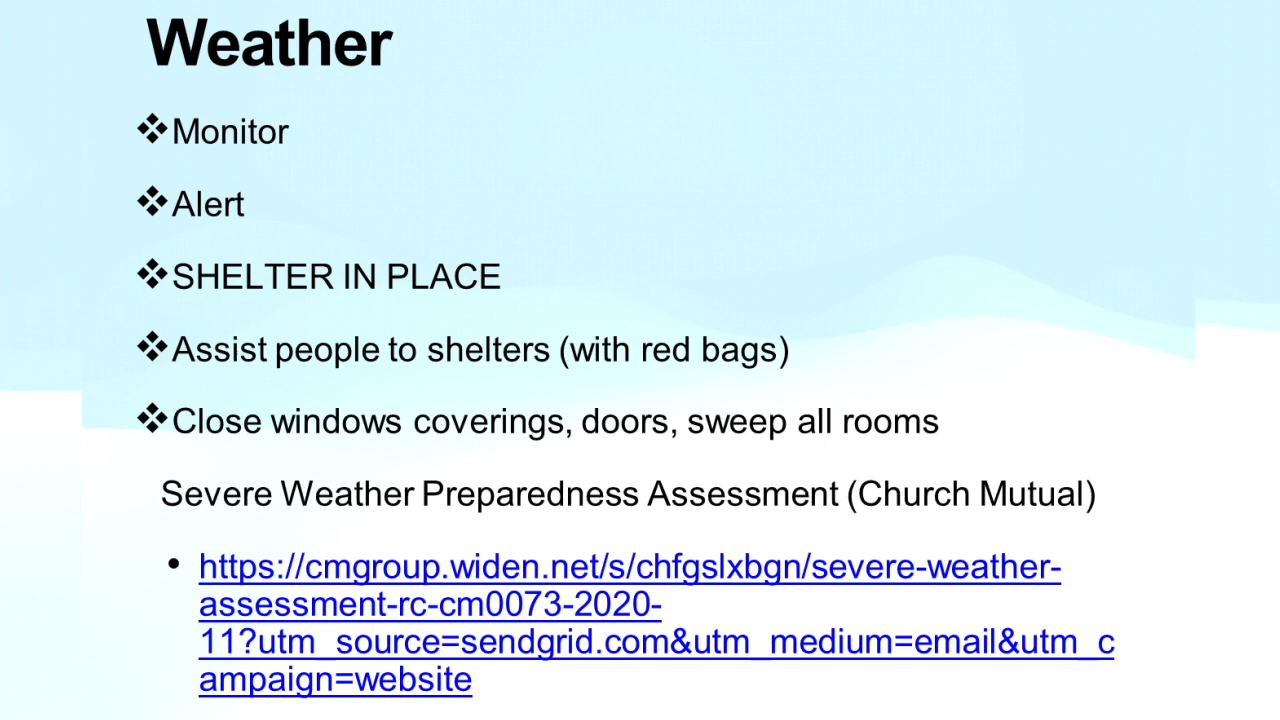 Weather
❖Monitor
❖Alert
❖SHELTER IN PLACE
❖Assist people to shelters (with red bags)
❖Close windows coverings, doors, sweep all rooms
Severe Weather Preparedness Assessment (Church Mutual)
• https://cmgroup.widen.net/s/chfgslxbgn/severe-weather-
assessment-rc-cm0073-2020-
11?utm_source=sendgrid.com&utm_medium=email&utm_c
ampaign=website